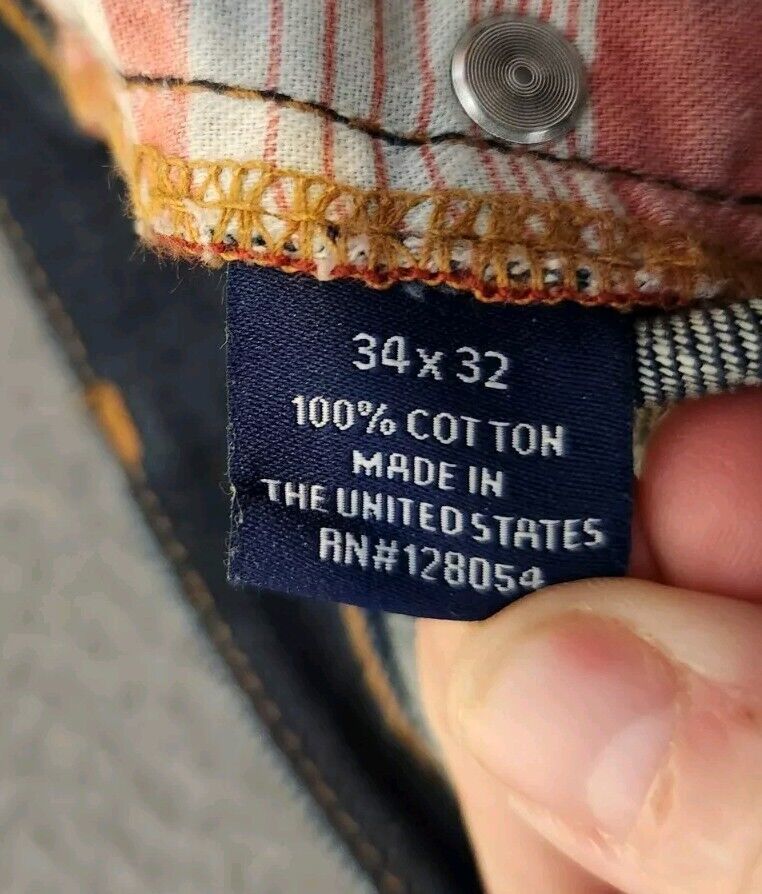 34 x 32
100% COTTON
MADE IN
THE UNITED STATES
RN#128054